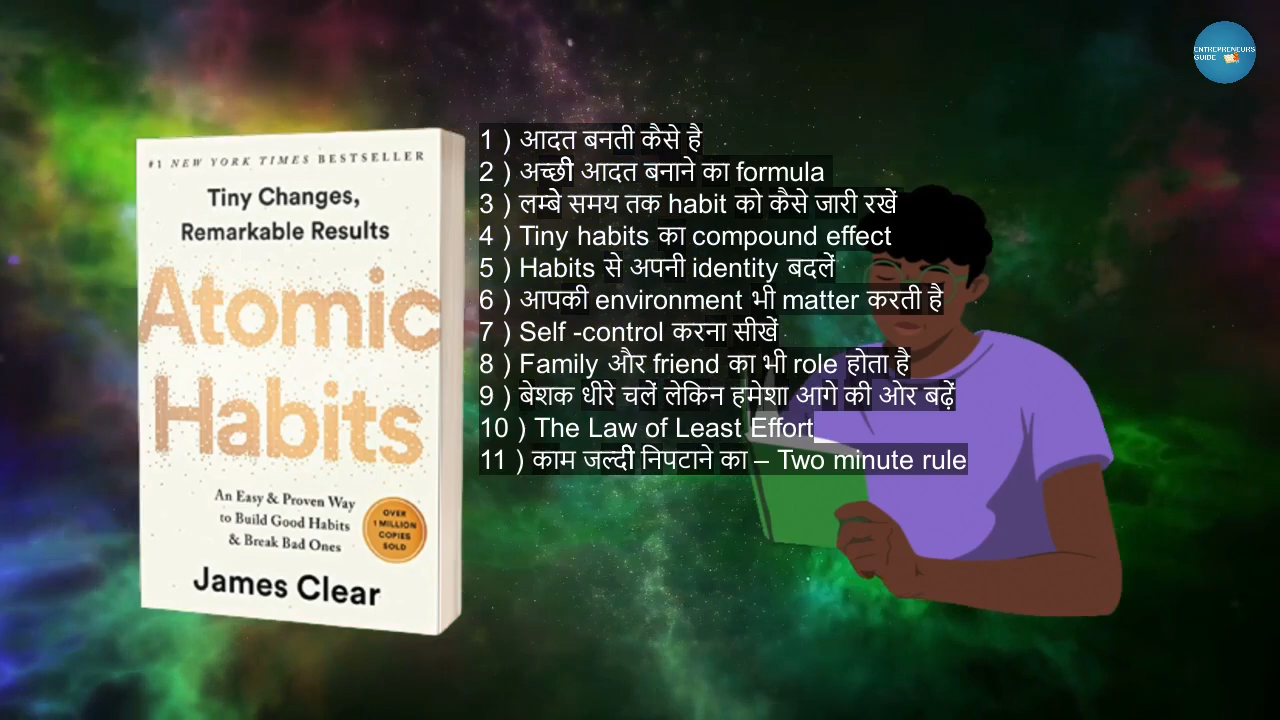 ENTREPRENEURS
GUIDE
#1 NEW YORK TIMES BESTSELLER
Tiny Changes,
Remarkable Results
Atomic
Habits
An Easy & Proven Way
to Build Good Habits
& Break Bad Ones
OVER
1 MILLION
COPIES
SOLD
James Clear
1 ) आदत बनती कैसे है
2 ) अच्छी आदत बनाने का formula
3 ) लम्बे समय तक habit को कैसे जारी रखें
4 ) Tiny habits का compound effect
5 ) Habits से अपनी identity बदलें
6 ) आपकी environment भी matter करती है
7 ) Self -control करना सीखें
8 ) Family और friend का भी role होता है
9 ) बेशक धीरे चलें लेकिन हमेशा आगे की ओर बढ़ें
10 ) The Law of Least Effort
11 ) काम जल्दी निपटाने का – Two minute rule